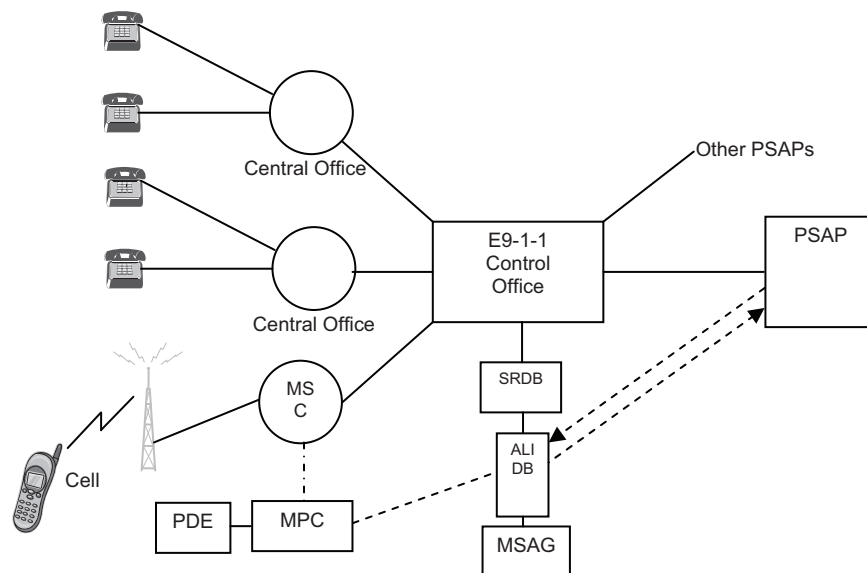 Central Office
Other PSAPs
E9-1-1
Control
Office
PSAP
Central Office
MS
C
SRDB
ALI
DB
Cell
PDE
MPC
MSAG